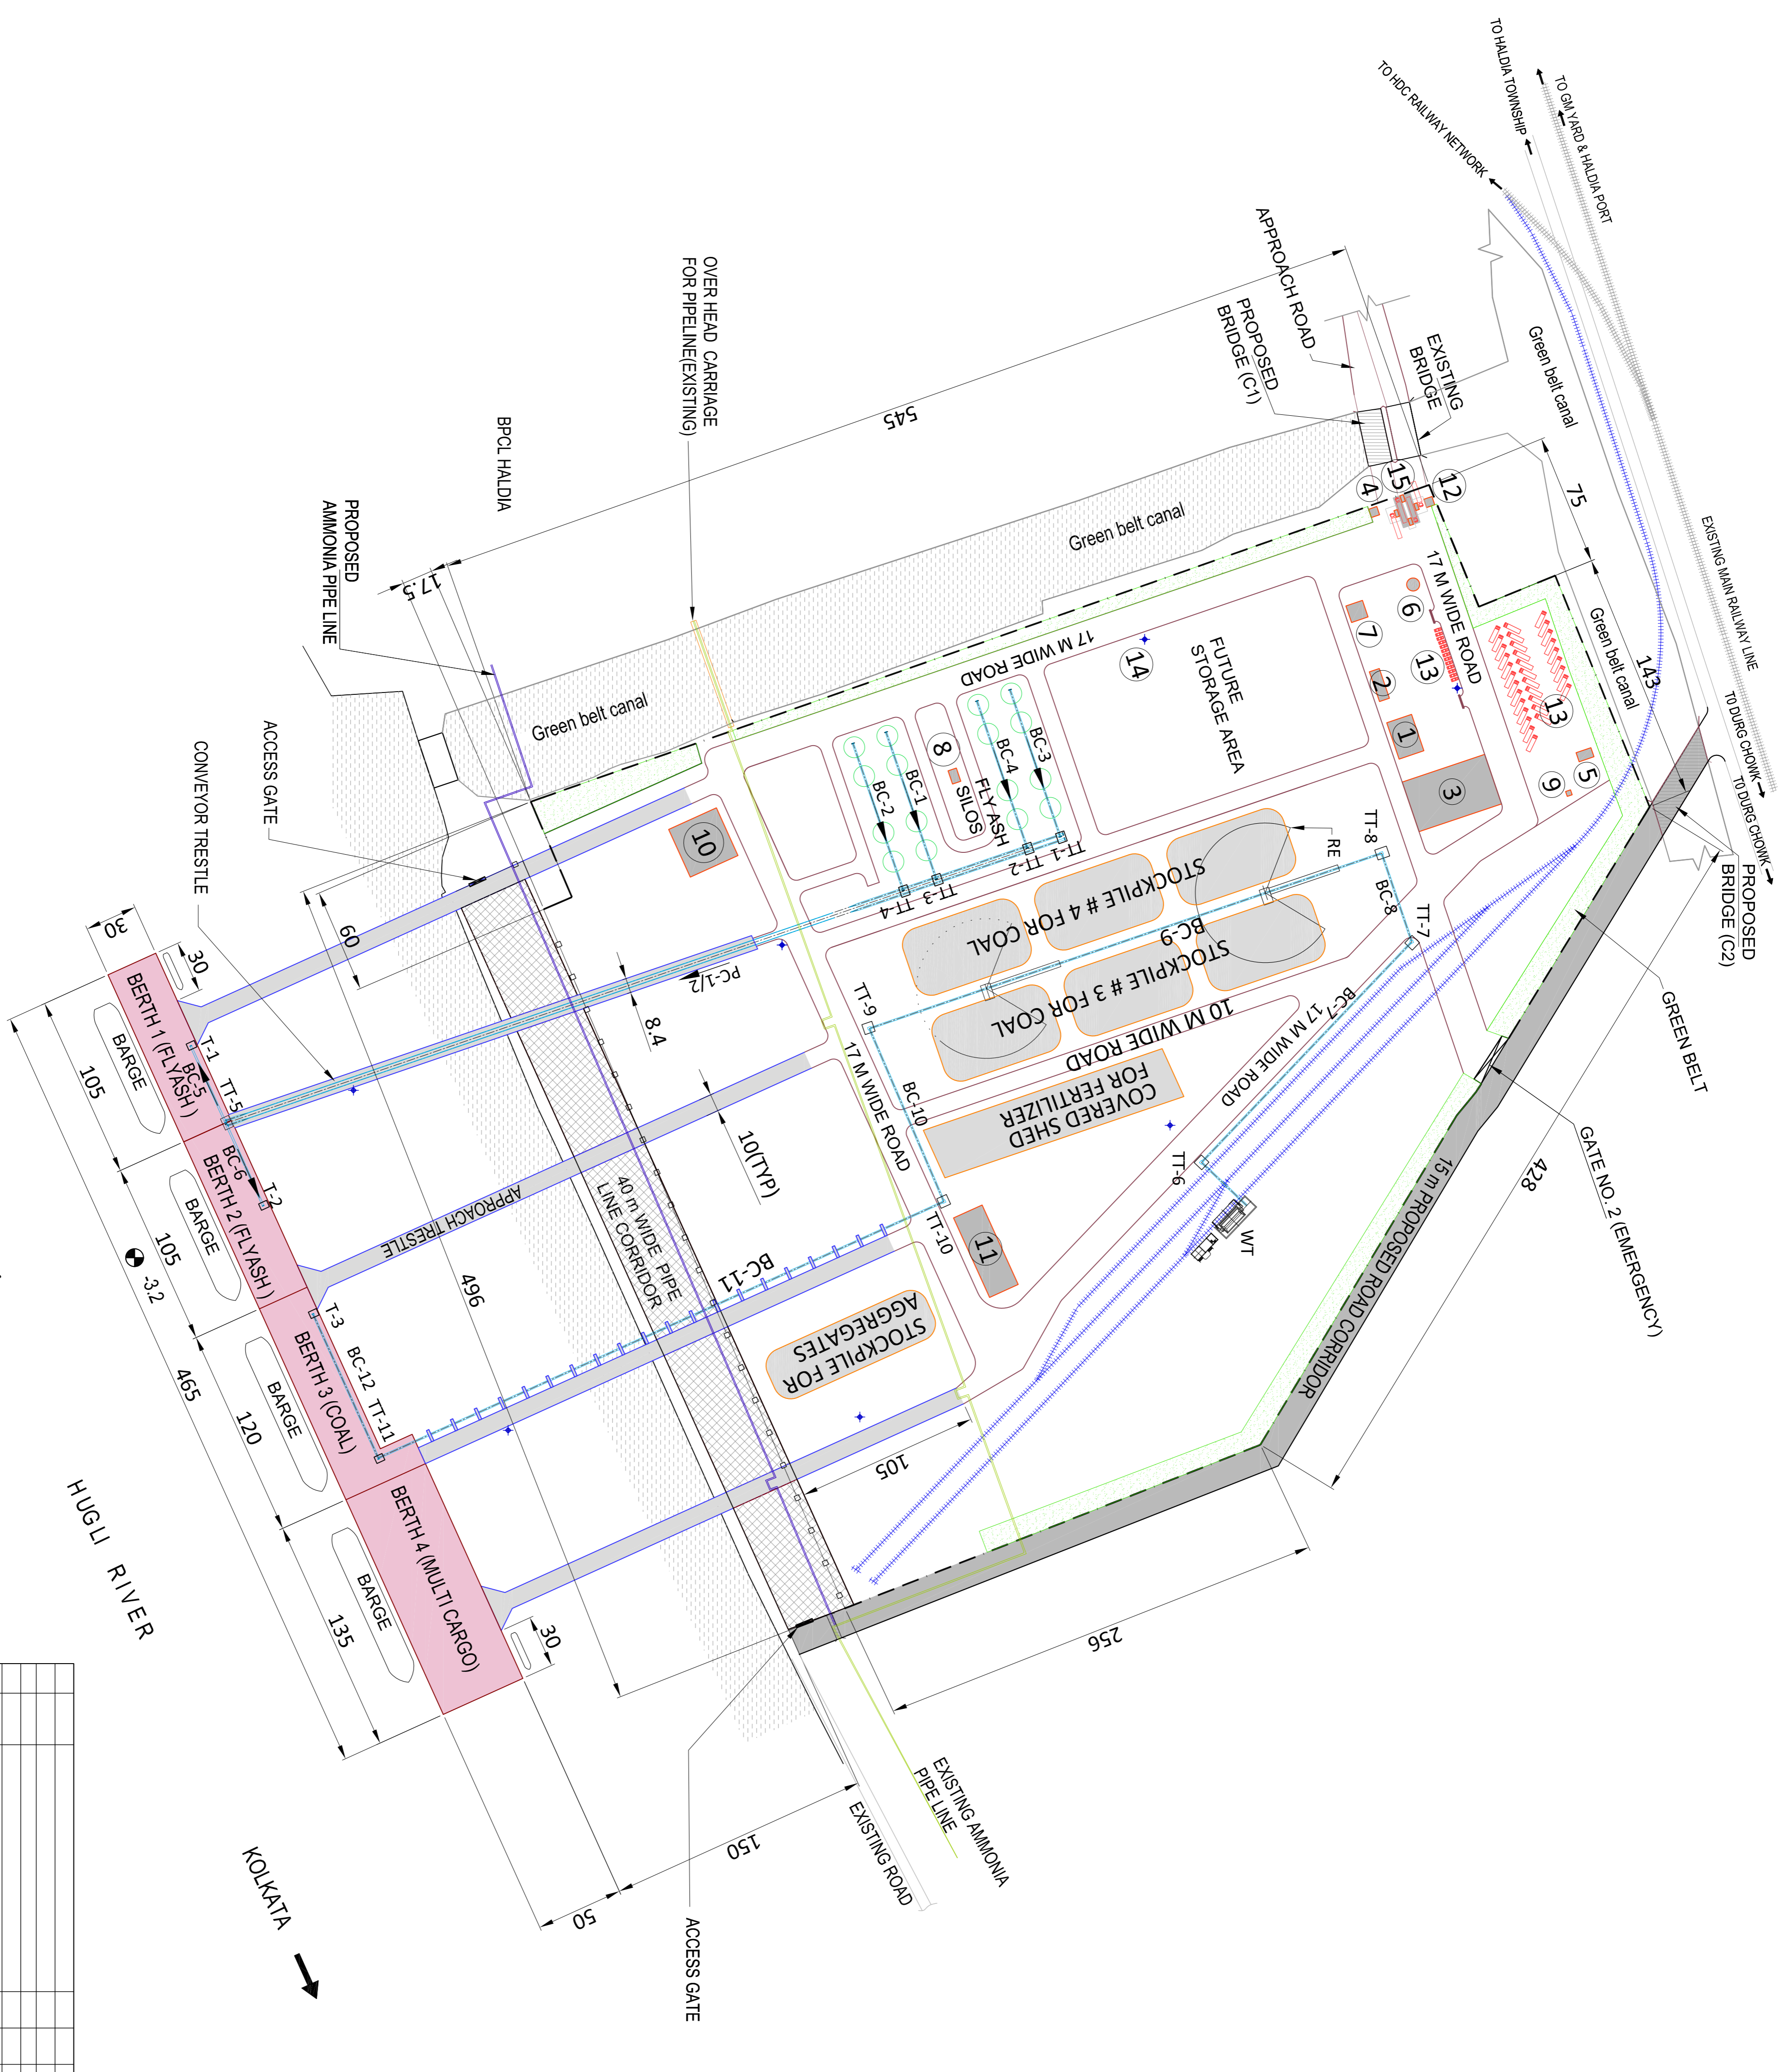 TO HALDIA TOWNSHIP
TO GM YARD & HALDIA PORT
TO HDC RAILWAY NETWORK
Green belt canal
EXISTING MAIN RAILWAY LINE
TO DURG CHOWK
TO DURG CHOWK
PROPOSED
BRIDGE (C2)
APPROACH ROAD
PROPOSED
BRIDGE (C1)
EXISTING
BRIDGE
75
143
Green belt canal
15
4
12
17 M WIDE ROAD
6
7
13
13
2
1
3
5
9
OVER HEAD CARRIAGE
FOR PIPELINE(EXISTING)
545
Green belt canal
17 M WIDE ROAD
14
FUTURE
STORAGE AREA
BPCL HALDIA
PROPOSED
AMMONIA PIPE LINE
17.5
Green belt canal
BC-3
BC-4
8
FLY ASH
SILOS
BC-1
BC-2
TT-1
TT-2
TT-3
TT-4
10
TT-8
BC-8
TT-7
RE
STOCKPILE # 4 FOR COAL
BC-9
STOCKPILE # 3 FOR COAL
10 M WIDE ROAD
BC-7
17 M WIDE ROAD
GREEN BELT
GATE NO. 2 (EMERGENCY)
428
15 m PROPOSED ROAD CORRIDOR
ACCESS GATE
CONVEYOR TRESTLE
60
PC-1/2
8.4
TT-9
BC-10
17 M WIDE ROAD
COVERED SHED
FOR FERTILIZER
TT-6
WT
TT-10
11
10(TYP)
APPROACH TRESTLE
40 m WIDE PIPE
LINE CORRIDOR
BC-11
STOCKPILE FOR
AGGREGATES
105
256
30
30
BERTH 1 (FLYASH )
BARGE
T-1
BC-5
TT-5
105
BC-6
T-2
BERTH 2 (FLYASH )
BARGE
105
-3.2
496
465
T-3
BC-12
TT-11
BERTH 3 (COAL)
BARGE
120
BERTH 4 (MULTI CARGO)
BARGE
135
30
HUGLI RIVER
50
150
EXISTING ROAD
EXISTING AMMONIA
PIPE LINE
ACCESS GATE
KOLKATA